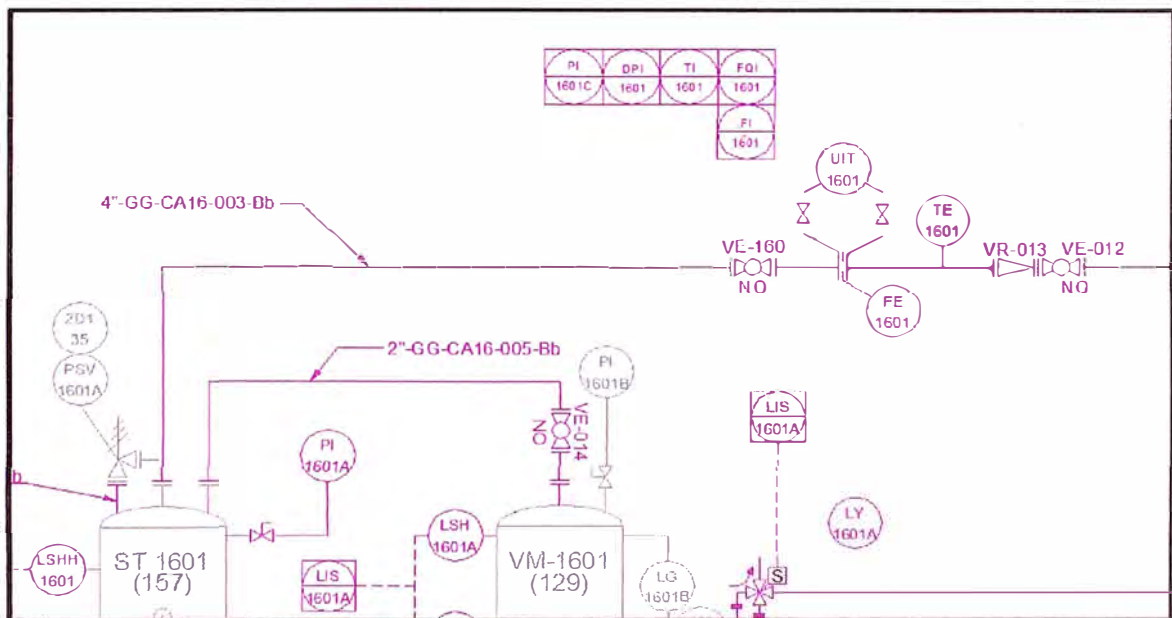 PI DPI TI FQI
1601C 1601 1601 1601
FI
1601
UIT
1601
4"-GG-CA16-003-Bb
TE
1601
VE-160
VR-013 VE-012
NO
NO
FE
1601
2D1
35
PSV
1601A
2"-GG-CA16-005-Bb
PI
1601B
VE-014
NO
LIS
1601A
PI
1601A
b
LSH
1601A
LY
1601A
LSHH
1601
ST 1601
(157)
LIS
1601A
VM-1601
(129)
LG
1601B
S